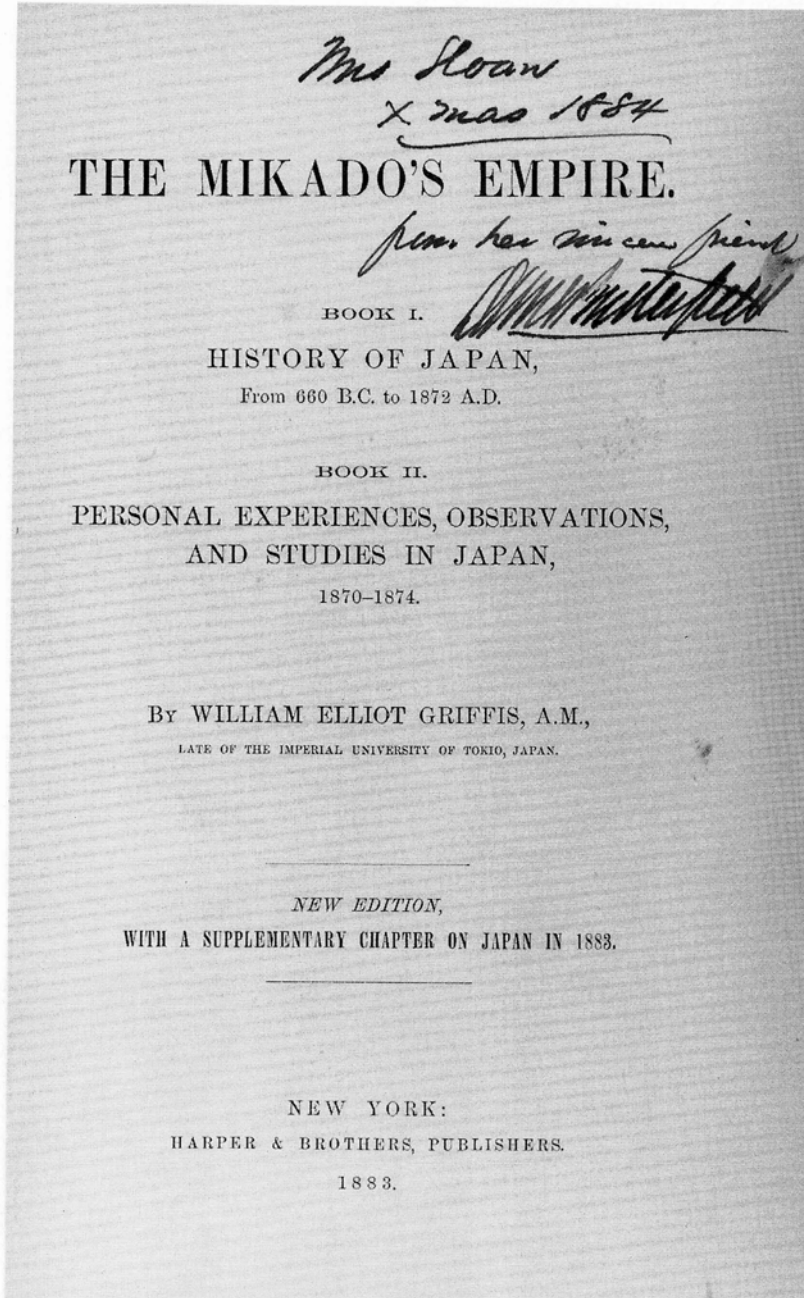 Mrs Sloan
X mas 1884
THE MIKADO'S EMPIRE.
from her sincere friend
Butterfield
BOOK I.
HISTORY OF JAPAN,
From 660 B.C. to 1872 A.D.
BOOK II.
PERSONAL EXPERIENCES, OBSERVATIONS,
AND STUDIES IN JAPAN,
1870–1874.
By WILLIAM ELLIOT GRIFFIS, A.M.,
LATE OF THE IMPERIAL UNIVERSITY OF TOKIO, JAPAN.
NEW EDITION,
WITH A SUPPLEMENTARY CHAPTER ON JAPAN IN 1883.
NEW YORK:
HARPER & BROTHERS, PUBLISHERS.
1883.